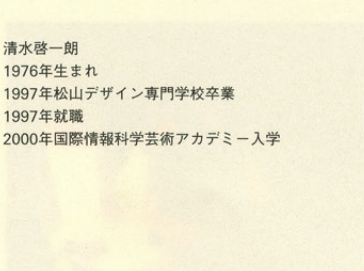 清水啓一朗
1976年生まれ
1997年松山デザイン専門学校卒業
1997年就職
2000年国際情報科学芸術アカデミー入学